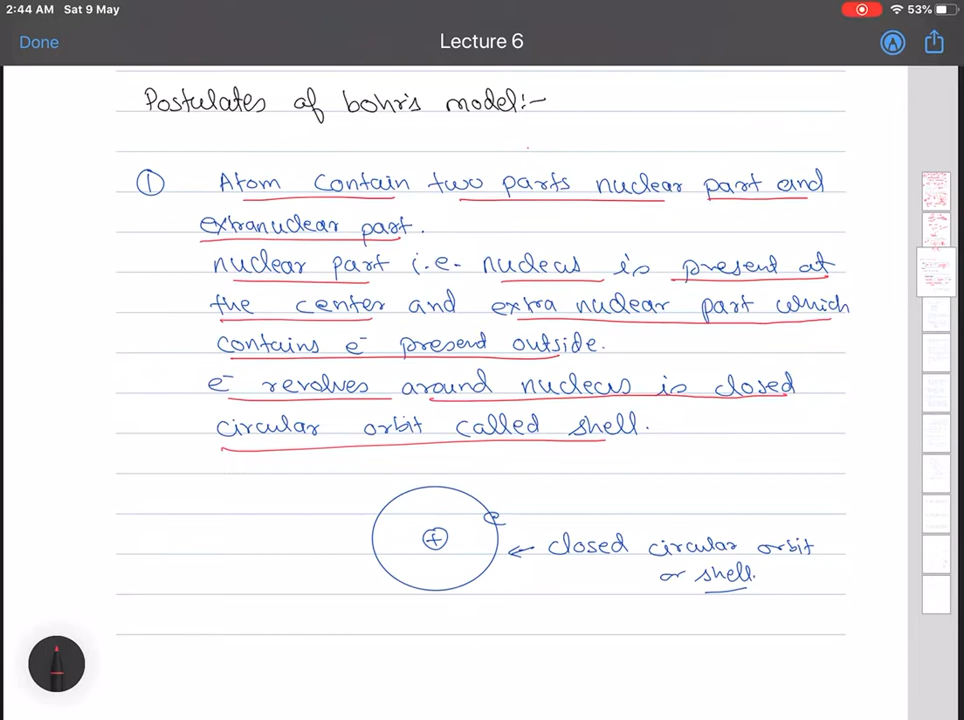 2:44 AM Sat 9 May
53%
Done
Lecture 6
Postulates of bohr's model:-
① Atom contain two parts nuclear part and
extranuclear part.
nuclear part i.e. nucleus is present at
the center and extra nuclear part which
contains e⁻ present outside.
e⁻ revolves around nucleus is closed
circular orbit called shell.
+
e
← closed circular orbit
or shell.